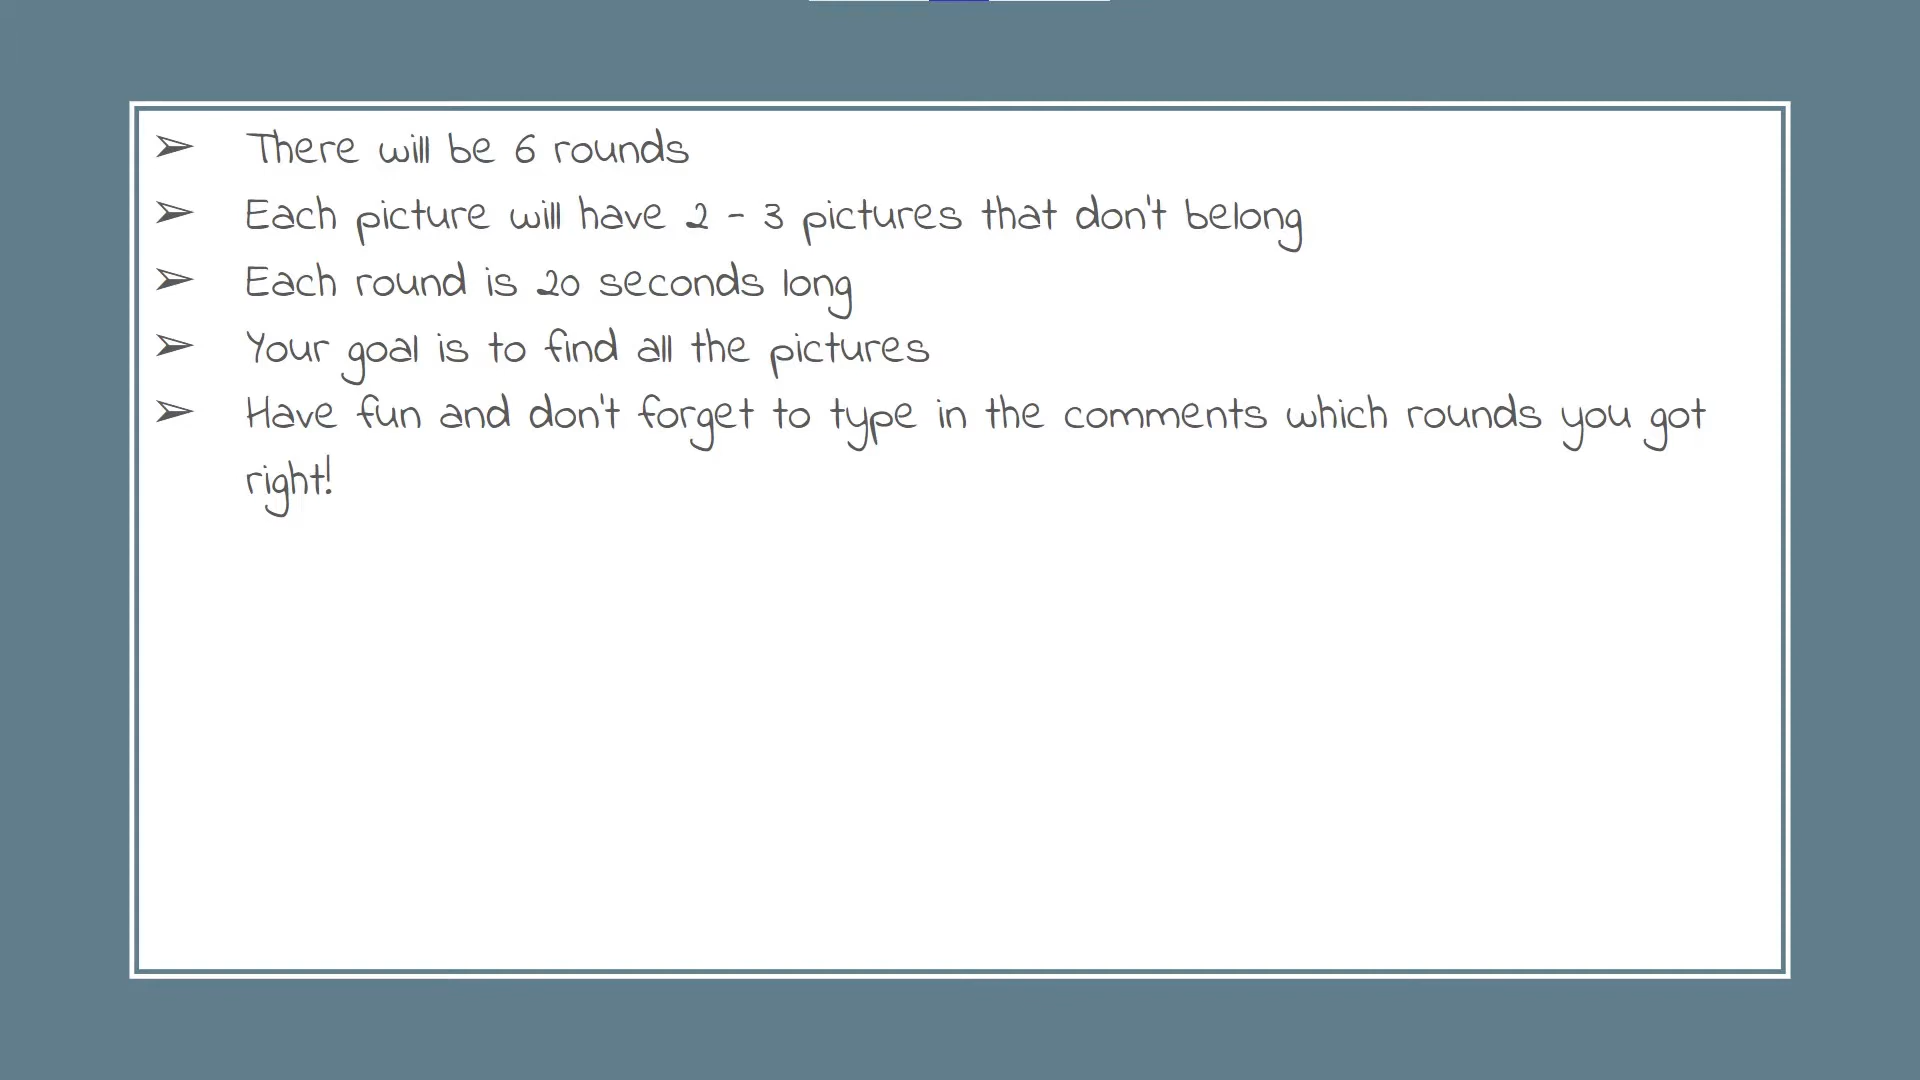 ➢ There will be 6 rounds
➢ Each picture will have 2 - 3 pictures that don't belong
➢ Each round is 20 seconds long
➢ Your goal is to find all the pictures
➢ Have fun and don't forget to type in the comments which rounds you got
right!